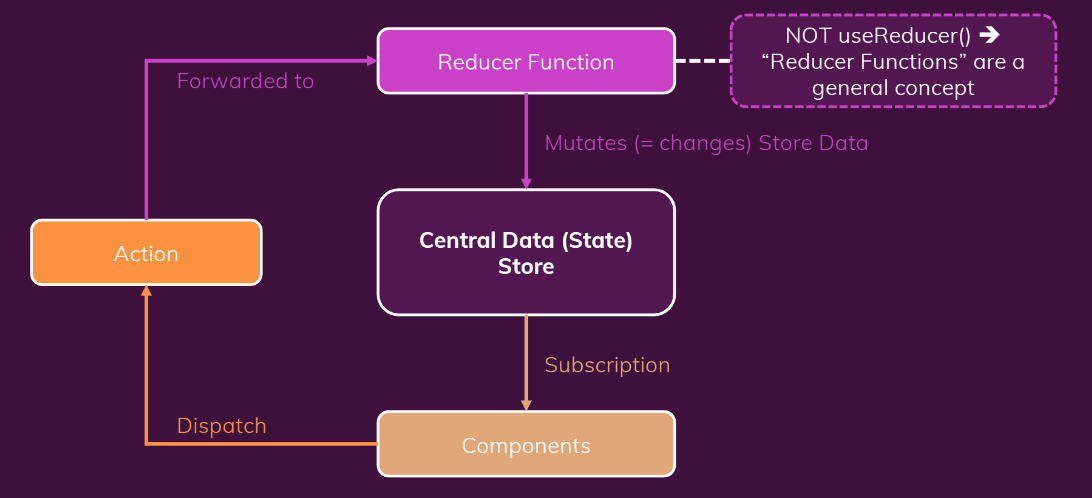 Reducer Function
NOT useReducer() 🡺
“Reducer Functions” are a
general concept
Forwarded to
Mutates (= changes) Store Data
Action
Central Data (State)
Store
Subscription
Dispatch
Components